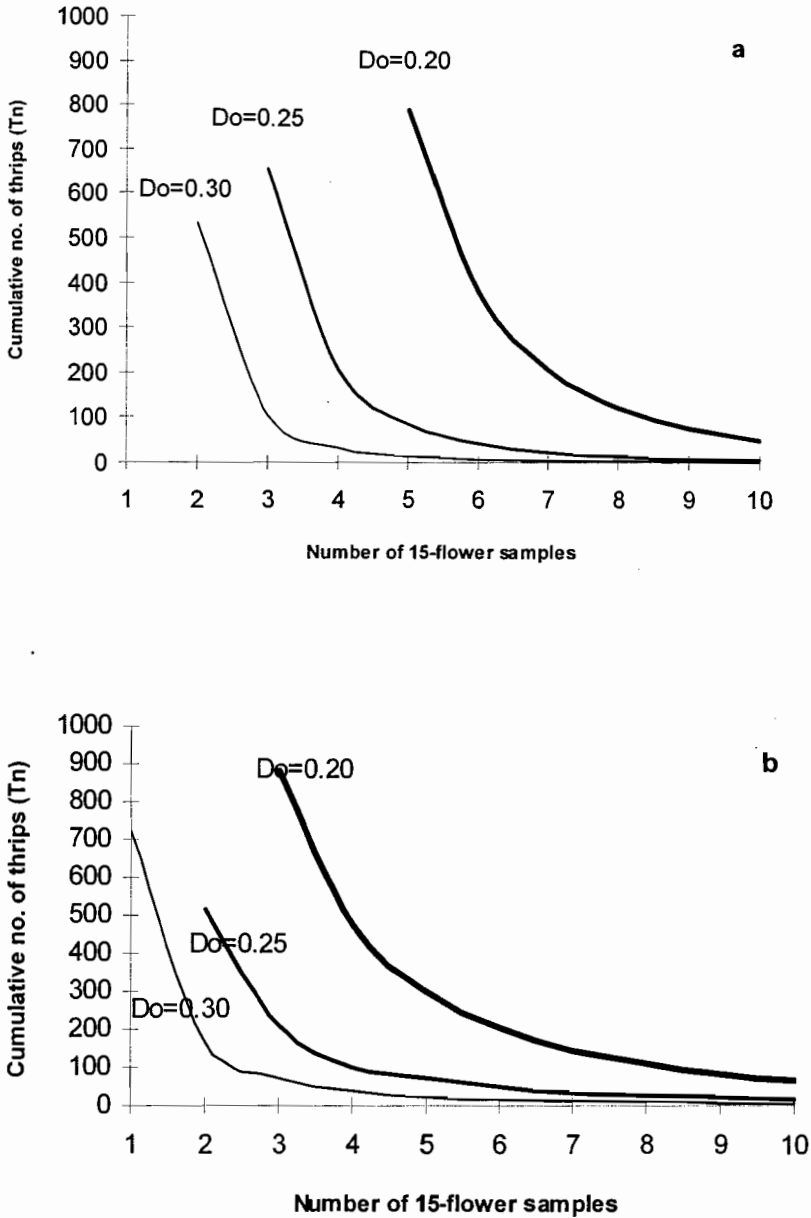 1000
900
800
700
600
500
400
300
200
100
0
Cumulative no. of thrips (Tn)
a
Do=0.20
Do=0.25
Do=0.30
1 2 3 4 5 6 7 8 9 10
Number of 15-flower samples
1000
900
800
700
600
500
400
300
200
100
0
Cumulative no. of thrips (Tn)
b
Do=0.20
Do=0.25
Do=0.30
1 2 3 4 5 6 7 8 9 10
Number of 15-flower samples